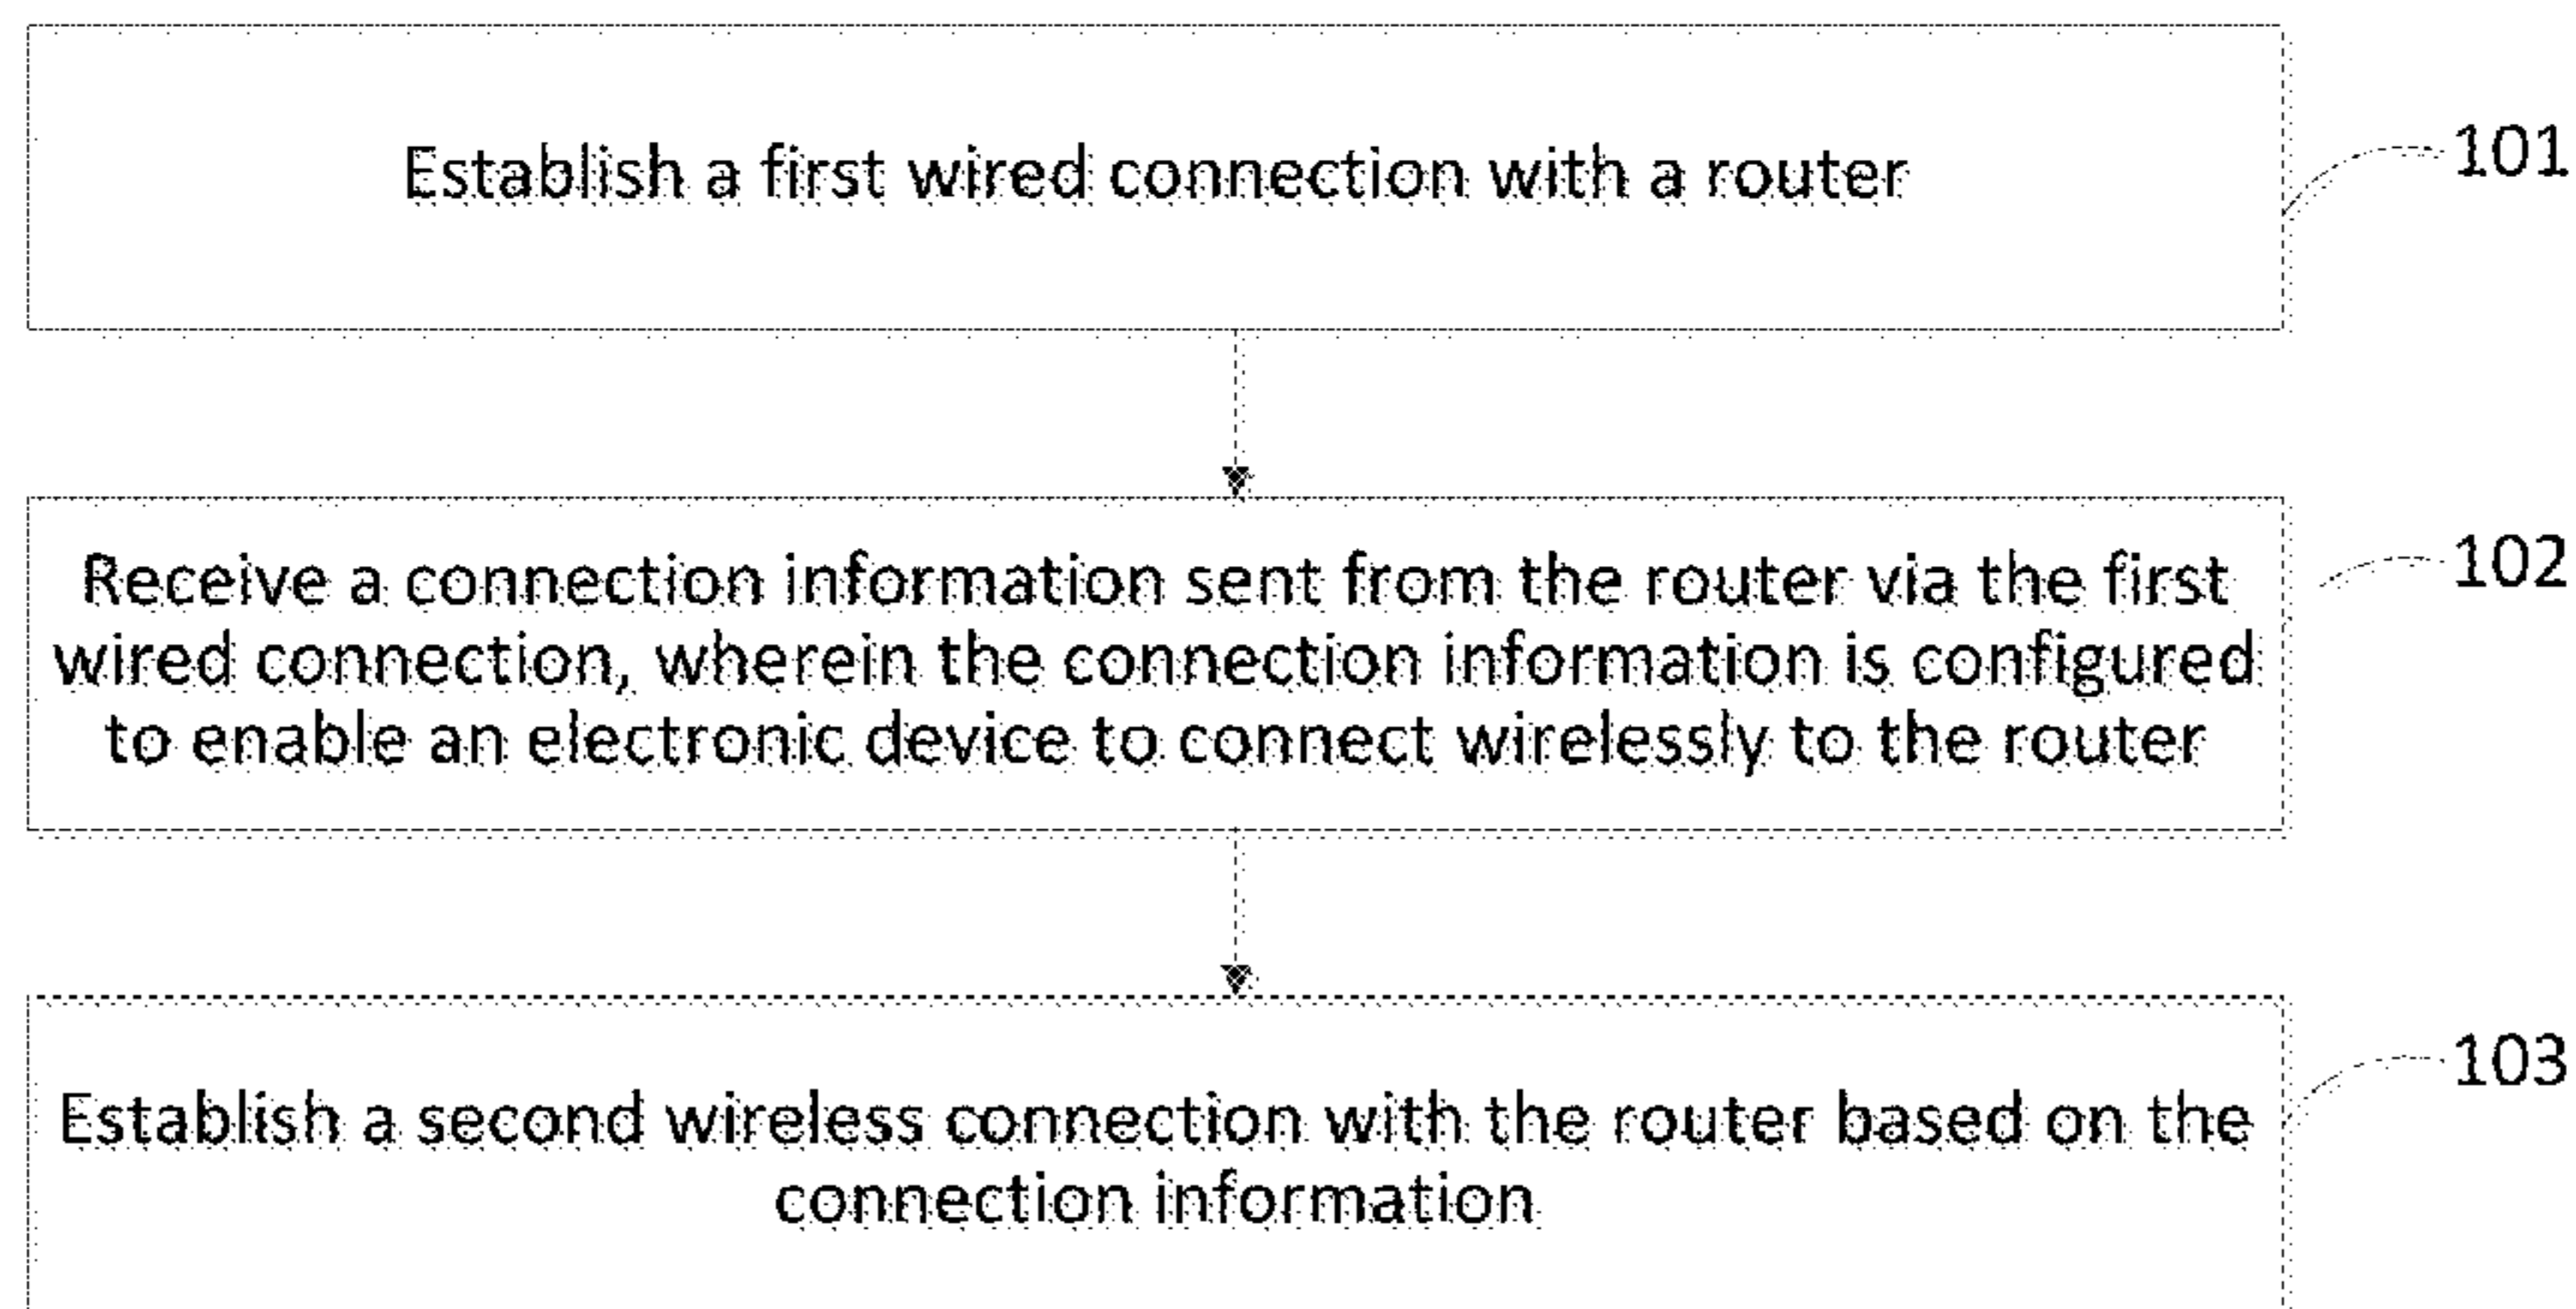 Establish a first wired connection with a router
101
Receive a connection information sent from the router via the first
wired connection, wherein the connection information is configured
to enable an electronic device to connect wirelessly to the router
102
Establish a second wireless connection with the router based on the
connection information
103